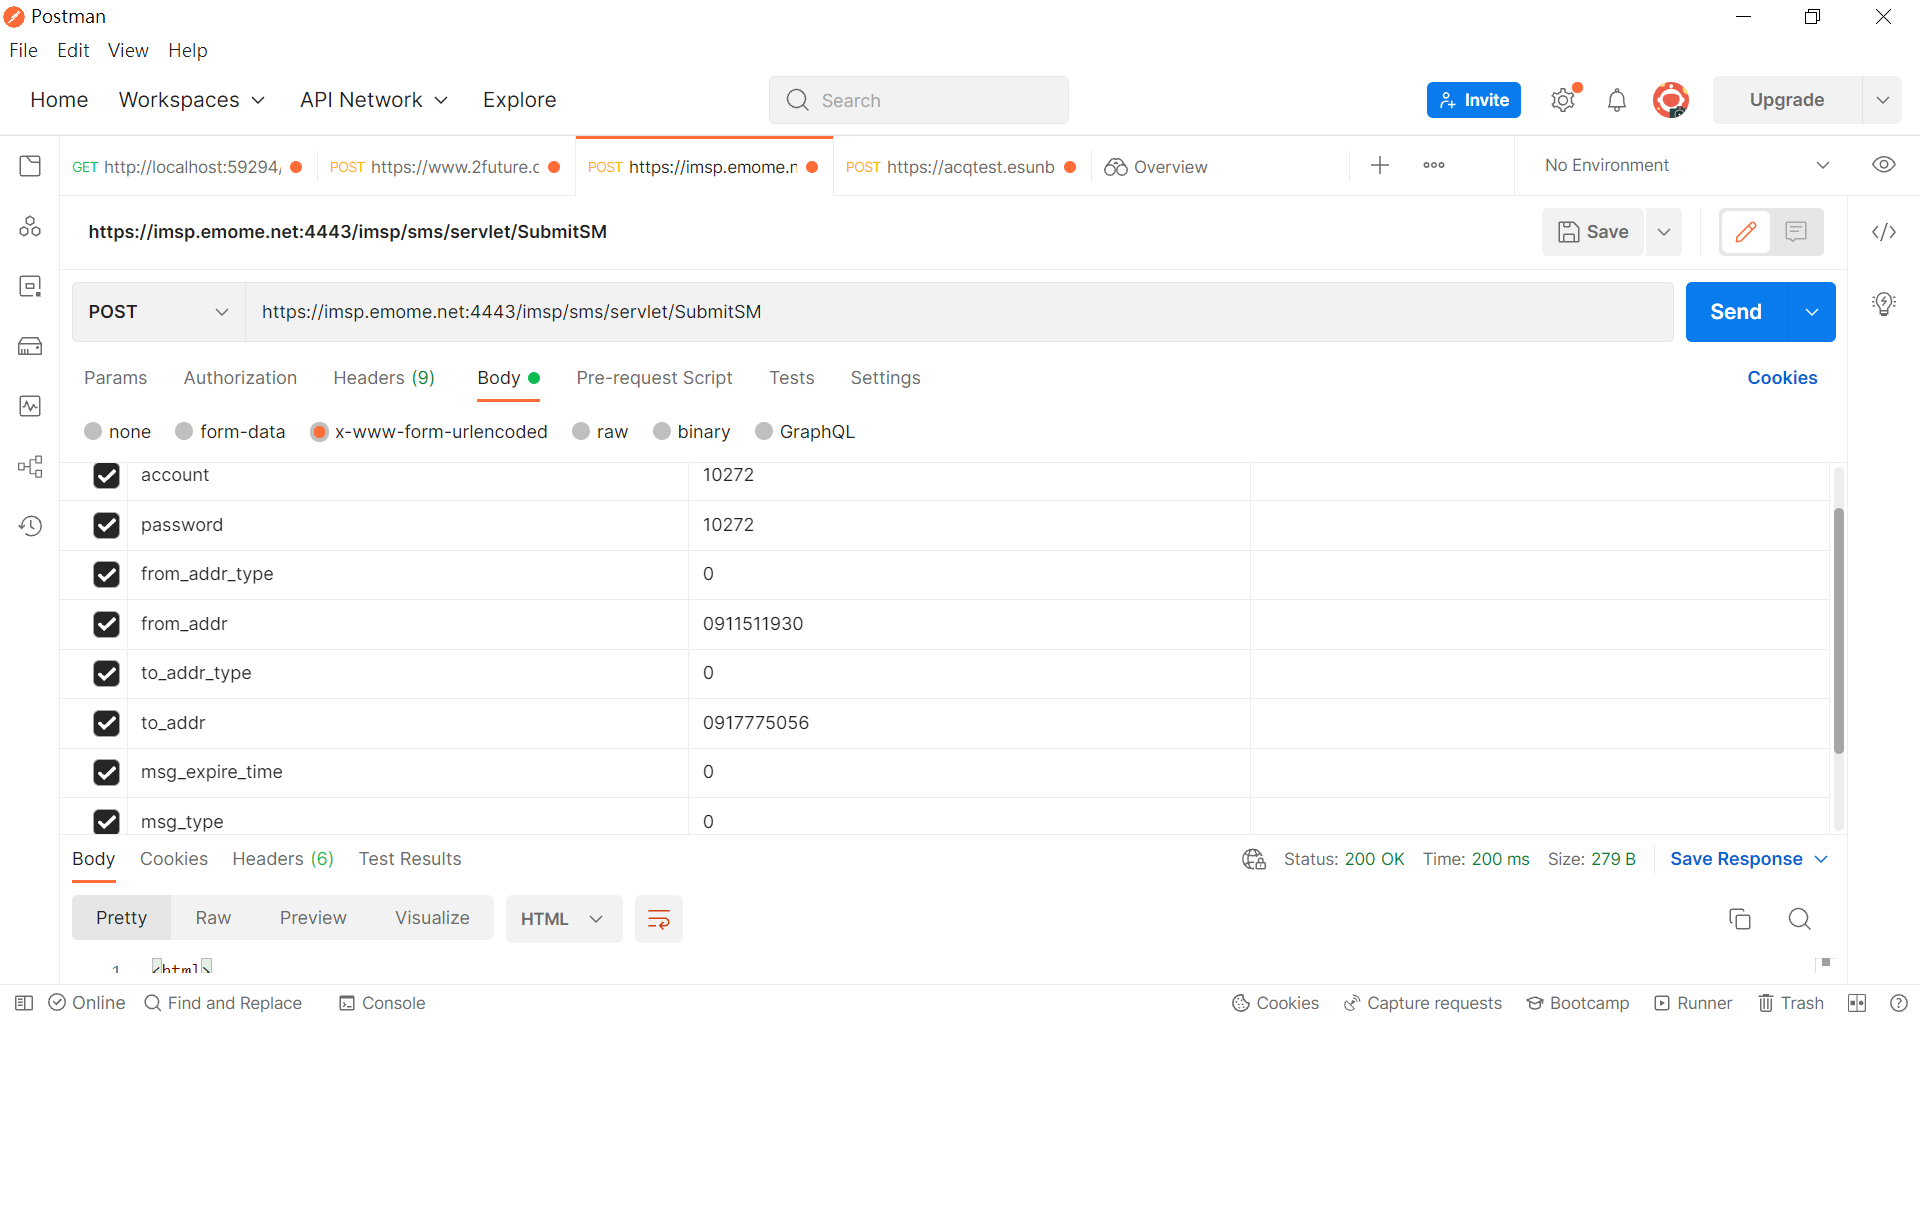 Postman
File Edit View Help
Home Workspaces API Network Explore Search Invite Upgrade
GET http://localhost:59294/ POST https://www.2future.c POST https://imsp.emome.n POST https://acqtest.esunb Overview No Environment
https://imsp.emome.net:4443/imsp/sms/servlet/SubmitSM Save
POST https://imsp.emome.net:4443/imsp/sms/servlet/SubmitSM Send
Params Authorization Headers (9) Body Pre-request Script Tests Settings Cookies
none form-data x-www-form-urlencoded raw binary GraphQL
account 10272
password 10272
from_addr_type 0
from_addr 0911511930
to_addr_type 0
to_addr 0917775056
msg_expire_time 0
msg_type 0
Body Cookies Headers (6) Test Results Status: 200 OK Time: 200 ms Size: 279 B Save Response
Pretty Raw Preview Visualize HTML
1 <html>
Online Find and Replace Console Cookies Capture requests Bootcamp Runner Trash